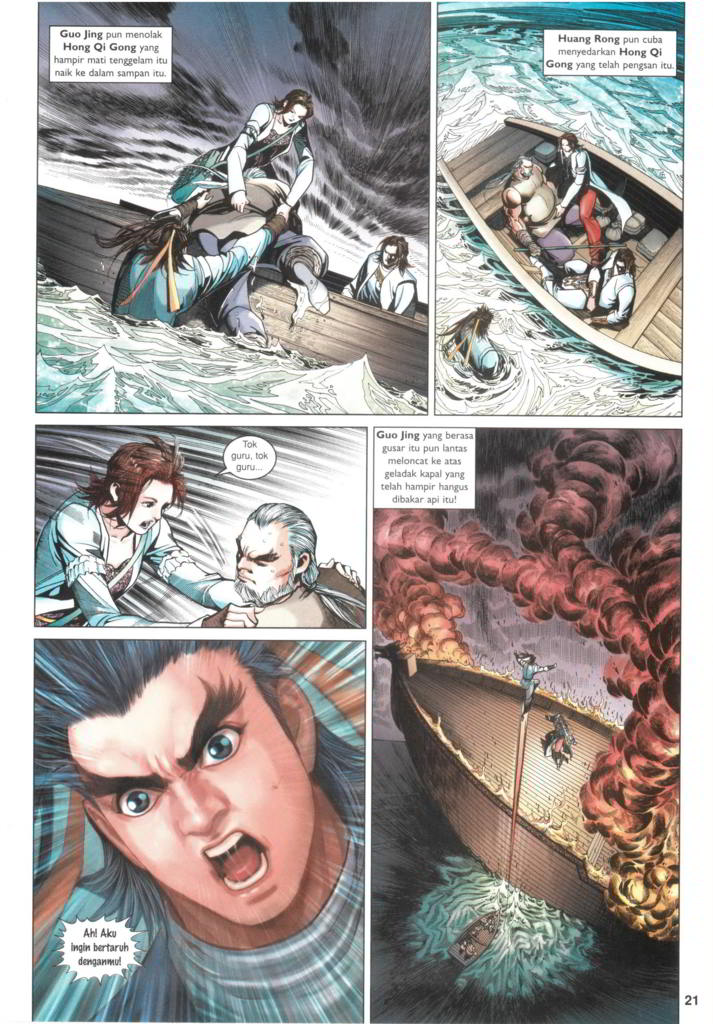 Guo Jing pun menolak
Hong Qi Gong yang
hampir mati tenggelam itu
naik ke dalam sampan itu.
Huang Rong pun cuba
menyedarkan Hong Qi
Gong yang telah pengsan itu.
Tok
guru, tok
guru...
Guo Jing yang berasa
gusar itu pun lantas
meloncat ke atas
geladak kapal yang
telah hampir hangus
dibakar api itu!
Ah! Aku
ingin bertaruh
denganmu!
21